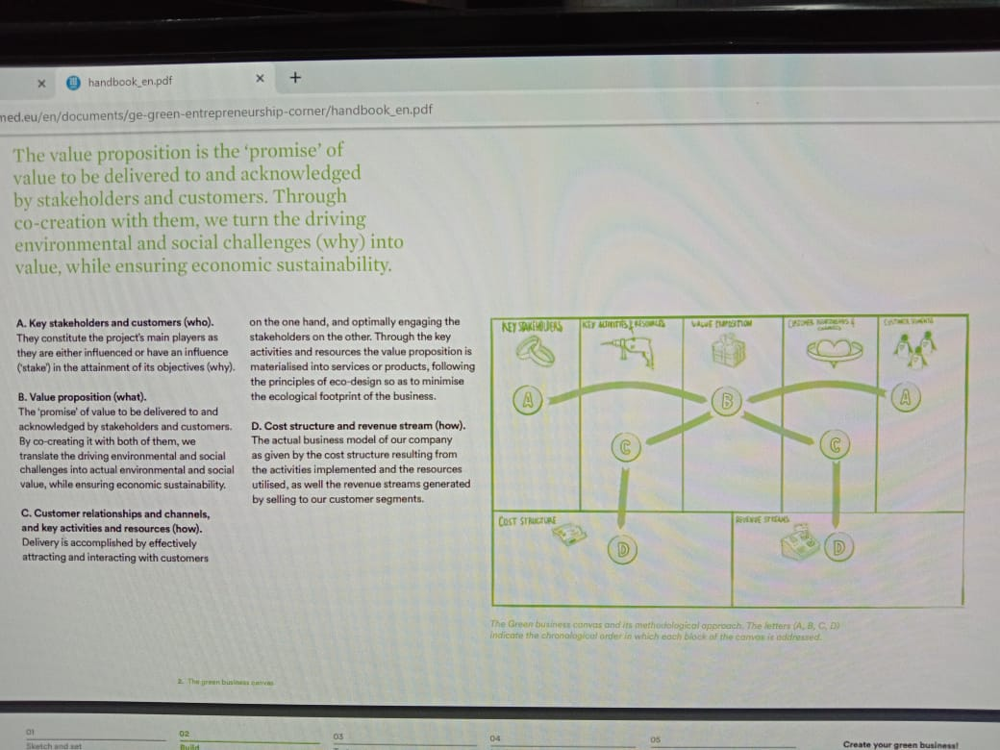 handbook_en.pdf
med.eu/en/documents/ge-green-entrepreneurship-corner/handbook_en.pdf
The value proposition is the ‘promise’ of
value to be delivered to and acknowledged
by stakeholders and customers. Through
co-creation with them, we turn the driving
environmental and social challenges (why) into
value, while ensuring economic sustainability.
A. Key stakeholders and customers (who).
They constitute the project's main players as
they are either influenced or have an influence
('stake') in the attainment of its objectives (why).
B. Value proposition (what).
The 'promise' of value to be delivered to and
acknowledged by stakeholders and customers.
By co-creating it with both of them, we
translate the driving environmental and social
challenges into actual environmental and social
value, while ensuring economic sustainability.
C. Customer relationships and channels,
and key activities and resources (how).
Delivery is accomplished by effectively
attracting and interacting with customers
on the one hand, and optimally engaging the
stakeholders on the other. Through the key
activities and resources the value proposition is
materialised into services or products, following
the principles of eco-design so as to minimise
the ecological footprint of the business.
D. Cost structure and revenue stream (how).
The actual business model of our company
as given by the cost structure resulting from
the activities implemented and the resources
utilised, as well the revenue streams generated
by selling to our customer segments.
KEY STAKEHOLDERS
KEY ACTIVITIES & RESOURCES
VALUE PROPOSITION
CUSTOMER RELATIONSHIPS &
CHANNELS
CUSTOMER SEGMENTS
A
B
A
C
C
COST STRUCTURE
REVENUE STREAMS
D
D
The Green business canvas and its methodological approach. The letters (A, B, C, D)
indicate the chronological order in which each block of the canvas is addressed.
2. The green business canvas
01
Sketch and set
02
Build
03
04
05
Create your green business!